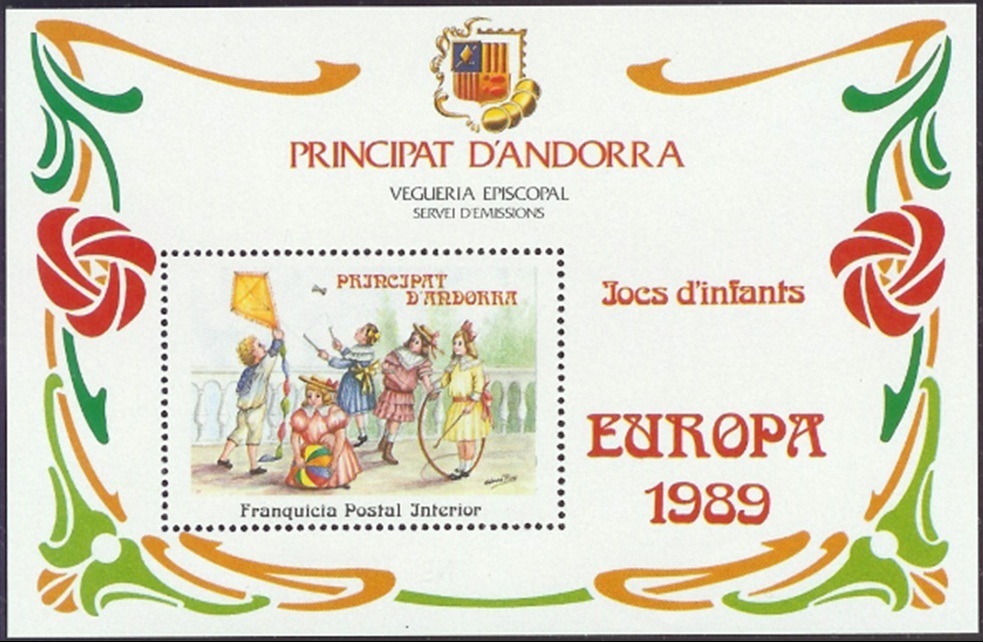 PRINCIPAT D'ANDORRA
VEGUERIA EPISCOPAL
SERVEI D'EMISSIONS
PRINCIPAT
D'ANDORRA
Franquicia Postal Interior
Jocs d'infants
EUROPA
1989